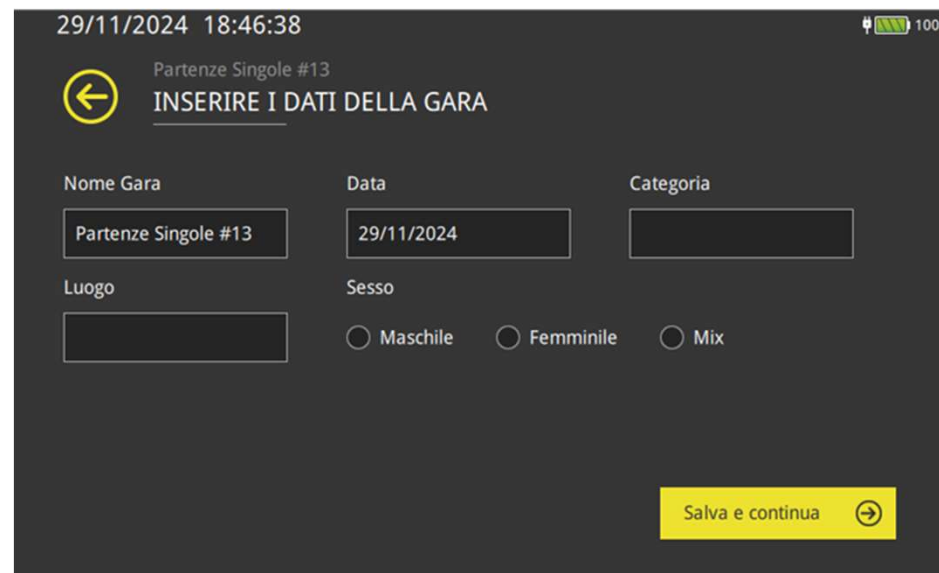 29/11/2024 18:46:38
100
Partenze Singole #13
INSERIRE I DATI DELLA GARA
Nome Gara Data Categoria
Partenze Singole #13 29/11/2024
Luogo Sesso
Maschile Femminile Mix
Salva e continua